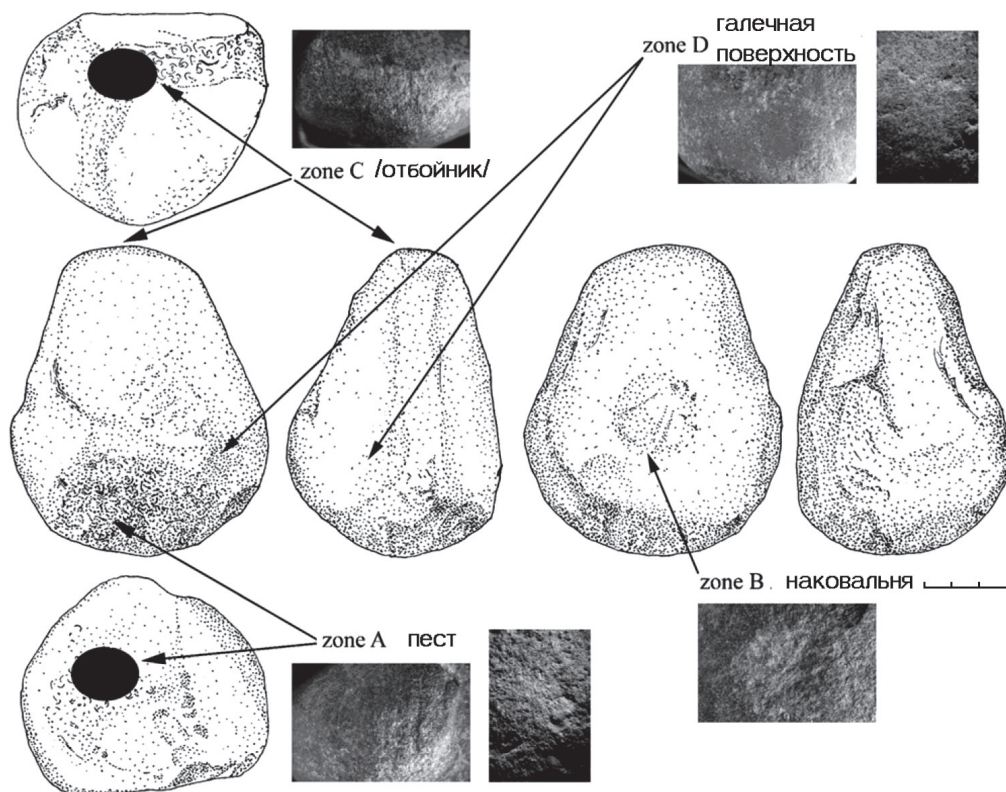 zone D галечная
поверхность
zone C /отбойник/
zone B . наковальня
zone A пест